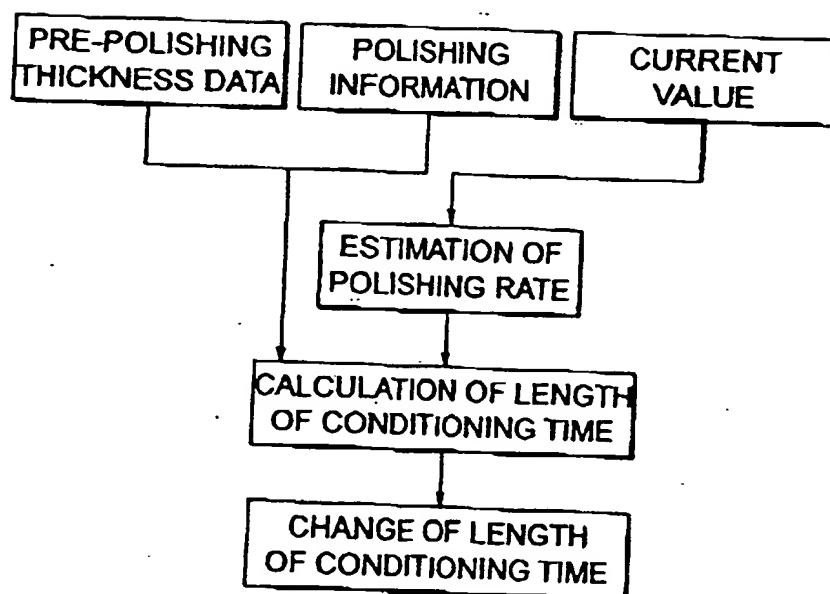 PRE-POLISHING
THICKNESS DATA
POLISHING
INFORMATION
CURRENT
VALUE
ESTIMATION OF
POLISHING RATE
CALCULATION OF LENGTH
OF CONDITIONING TIME
CHANGE OF LENGTH
OF CONDITIONING TIME